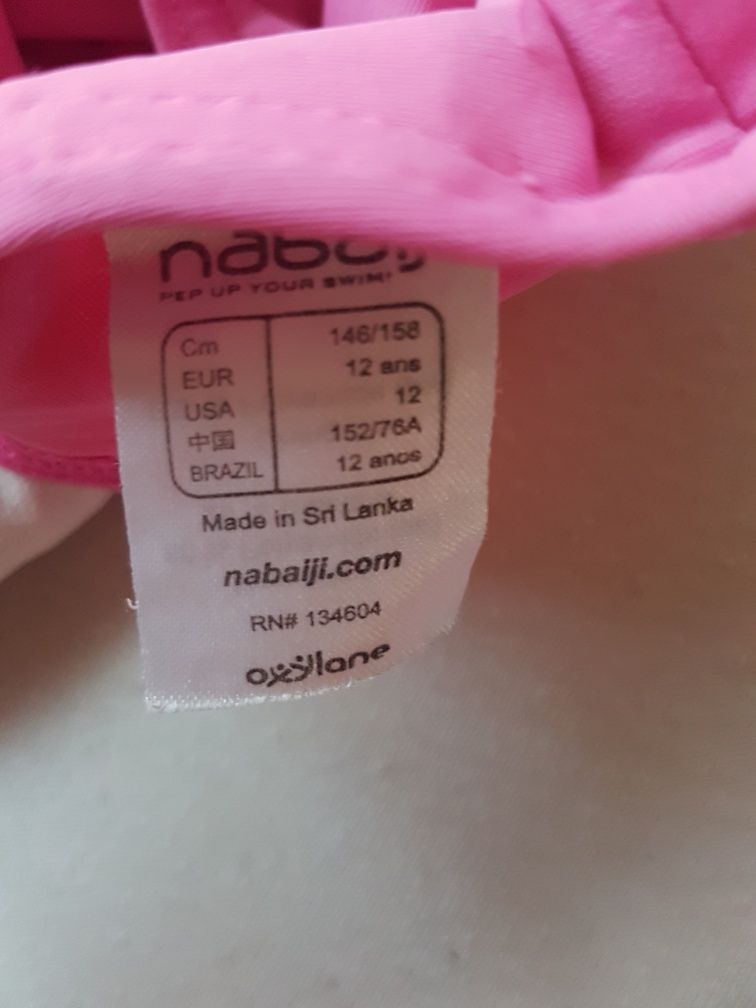 nabaiji
PEP UP YOUR SWIM!
Cm 146/158
EUR 12 ans
USA 12
中国 152/76A
BRAZIL 12 anos
Made in Sri Lanka
nabaiji.com
RN# 134604
oxylane